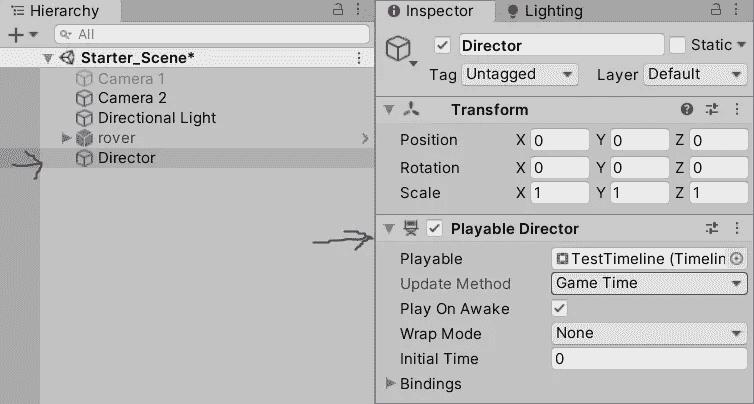 Hierarchy
All
Starter_Scene*
Camera 1
Camera 2
Directional Light
rover
Director
Inspector Lighting
Director Static
Tag Untagged Layer Default
Transform
Position X 0 Y 0 Z 0
Rotation X 0 Y 0 Z 0
Scale X 1 Y 1 Z 1
Playable Director
Playable TestTimeline (Timelin
Update Method Game Time
Play On Awake
Wrap Mode None
Initial Time 0
Bindings